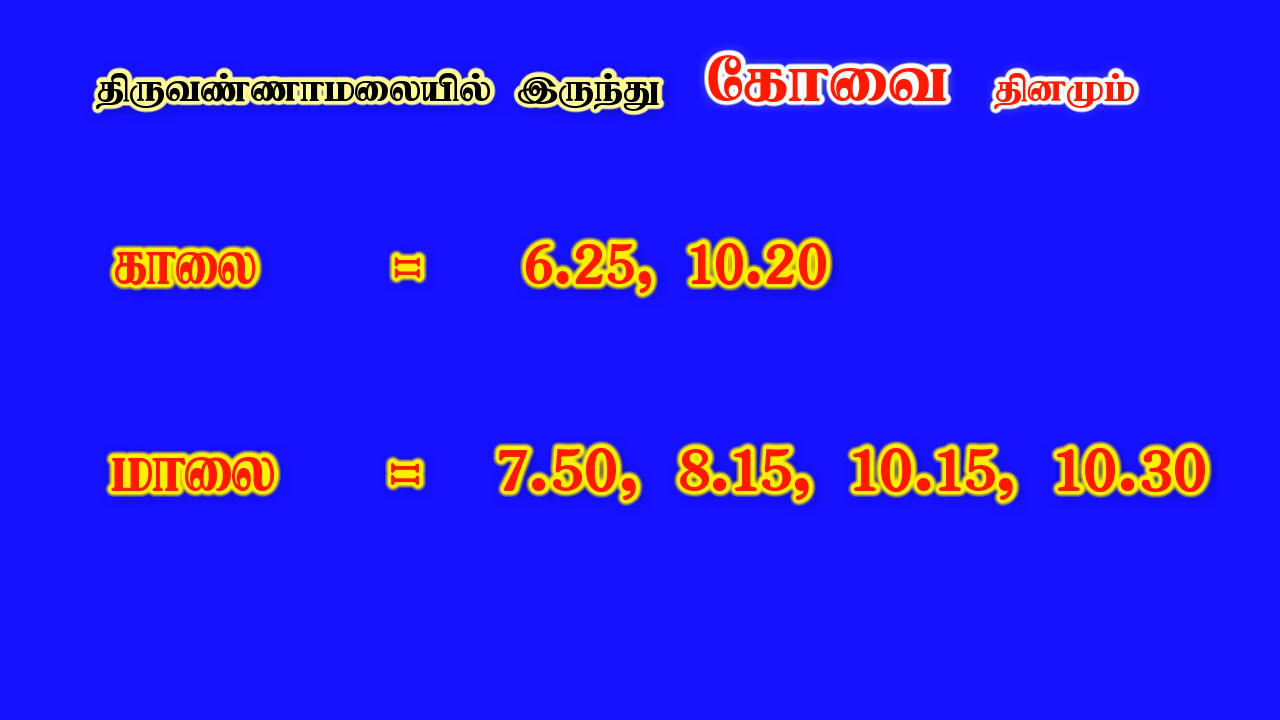 திருவண்ணாமலையில் இருந்து கோவை தினமும்
காலை = 6.25, 10.20
மாலை = 7.50, 8.15, 10.15, 10.30